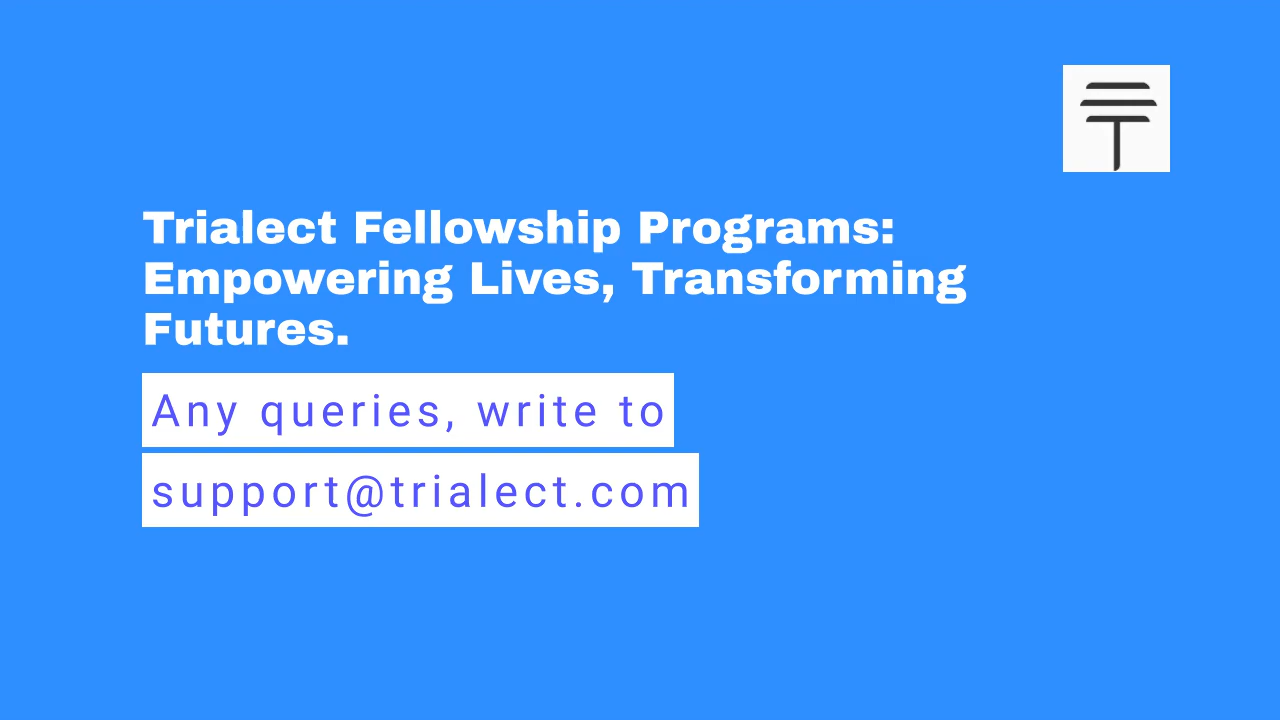 Trialect Fellowship Programs:
Empowering Lives, Transforming
Futures.
Any queries, write to
support@trialect.com